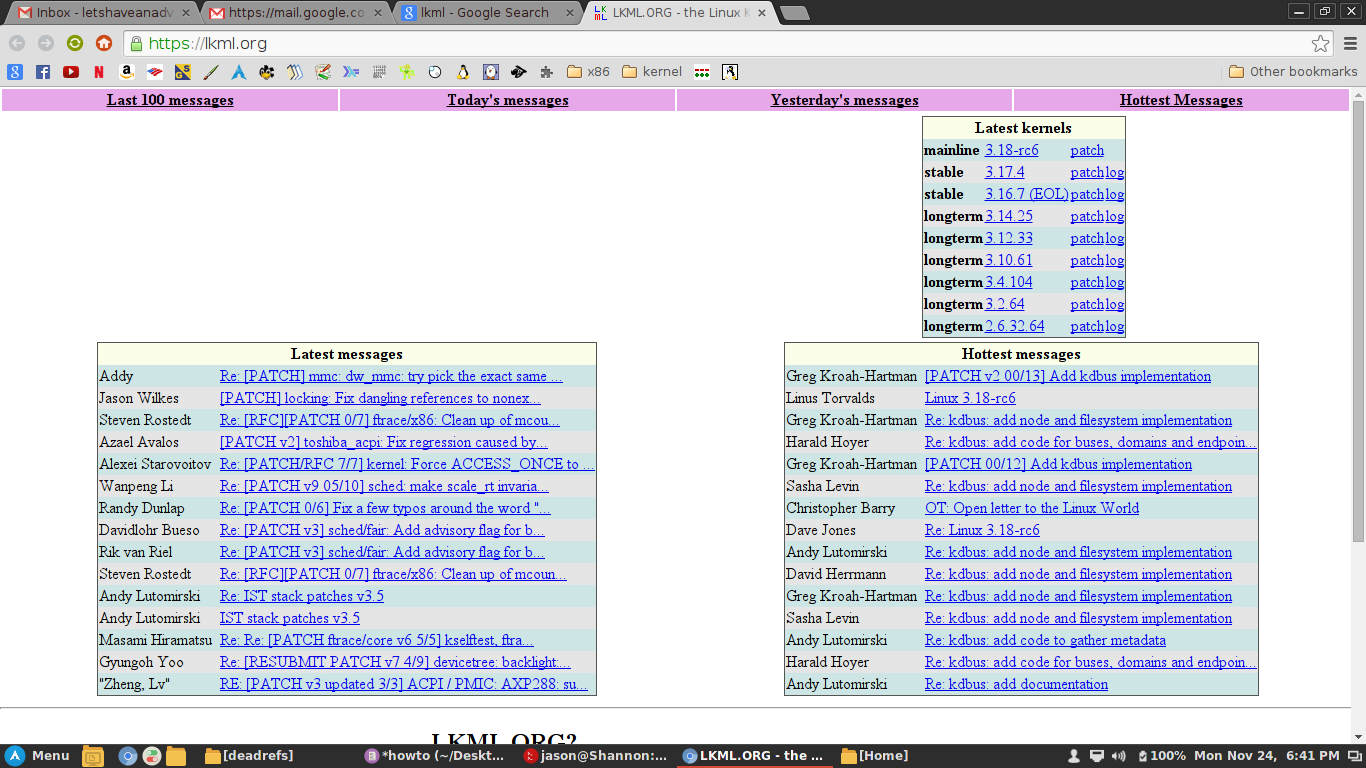 Inbox - letshaveanadv
https://mail.google.co
lkml - Google Search
LKML.ORG - the Linux K
https://lkml.org
x86
kernel
Other bookmarks
Last 100 messages
Today's messages
Yesterday's messages
Hottest Messages
Latest kernels
mainline 3.18-rc6 patch
stable 3.17.4 patch log
stable 3.16.7 (EOL) patch log
longterm 3.14.25 patch log
longterm 3.12.33 patch log
longterm 3.10.61 patch log
longterm 3.4.104 patch log
longterm 3.2.64 patch log
longterm 2.6.32.64 patch log
Latest messages
Addy Re: [PATCH] mmc: dw_mmc: try pick the exact same ...
Jason Wilkes [PATCH] locking: Fix dangling references to nonex...
Steven Rostedt Re: [RFC][PATCH 0/7] ftrace/x86: Clean up of mcou...
Azael Avalos [PATCH v2] toshiba_acpi: Fix regression caused by...
Alexei Starovoitov Re: [PATCH/RFC 7/7] kernel: Force ACCESS_ONCE to ...
Wanpeng Li Re: [PATCH v9 05/10] sched: make scale_rt invaria...
Randy Dunlap Re: [PATCH 0/6] Fix a few typos around the word "...
Davidlohr Bueso Re: [PATCH v3] sched/fair: Add advisory flag for b...
Rik van Riel Re: [PATCH v3] sched/fair: Add advisory flag for b...
Steven Rostedt Re: [RFC][PATCH 0/7] ftrace/x86: Clean up of mcoun...
Andy Lutomirski Re: IST stack patches v3.5
Andy Lutomirski IST stack patches v3.5
Masami Hiramatsu Re: Re: [PATCH ftrace/core v6 5/5] kselftest, ftra...
Gyungoh Yoo Re: [RESUBMIT PATCH v7 4/9] devicetree: backlight:...
"Zheng, Lv" RE: [PATCH v3 updated 3/3] ACPI / PMIC: AXP288: su...
Hottest messages
Greg Kroah-Hartman [PATCH v2 00/13] Add kdbus implementation
Linus Torvalds Linux 3.18-rc6
Greg Kroah-Hartman Re: kdbus: add node and filesystem implementation
Harald Hoyer Re: kdbus: add code for buses, domains and endpoin...
Greg Kroah-Hartman [PATCH 00/12] Add kdbus implementation
Sasha Levin Re: kdbus: add node and filesystem implementation
Christopher Barry OT: Open letter to the Linux World
Dave Jones Re: Linux 3.18-rc6
Andy Lutomirski Re: kdbus: add node and filesystem implementation
David Herrmann Re: kdbus: add node and filesystem implementation
Greg Kroah-Hartman Re: kdbus: add node and filesystem implementation
Sasha Levin Re: kdbus: add node and filesystem implementation
Andy Lutomirski Re: kdbus: add code to gather metadata
Harald Hoyer Re: kdbus: add code for buses, domains and endpoin...
Andy Lutomirski Re: kdbus: add documentation
LKML.ORG?
Menu
[deadrefs]
*howto (~/Deskt...
jason@Shannon:...
LKML.ORG - the ...
[Home]
100% Mon Nov 24, 6:41 PM